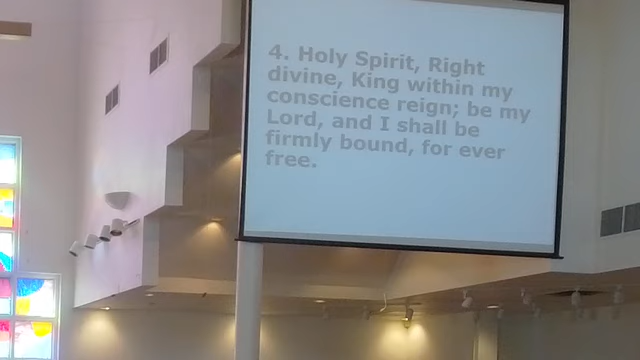 4. Holy Spirit, Right
divine, King within my
conscience reign; be my
Lord, and I shall be
firmly bound, for ever
free.